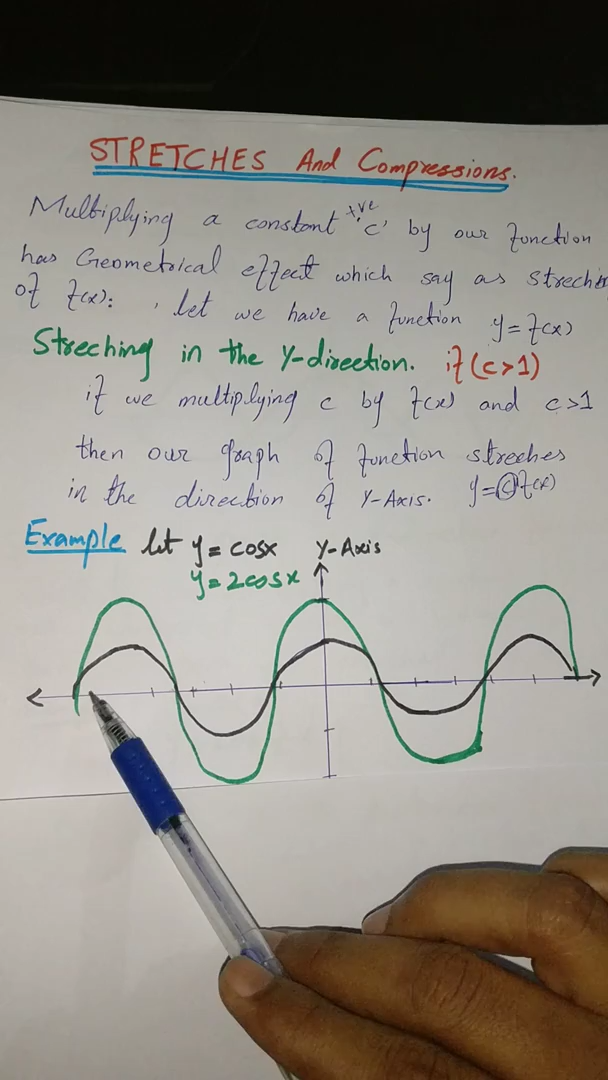 STRETCHES And Compressions.
Multiplying a constant +ve 'c' by our function
has Geometrical effect which say as Strechin
of f(x): , let we have a function y = f(x)
Streching in the Y-direction. if (c>1)
if we multiplying c by f(x) and c>1
then our graph of function streches
in the direction of Y-Axis. y=cf(x)
Example let y = cosx Y-Axis
y = 2cosx